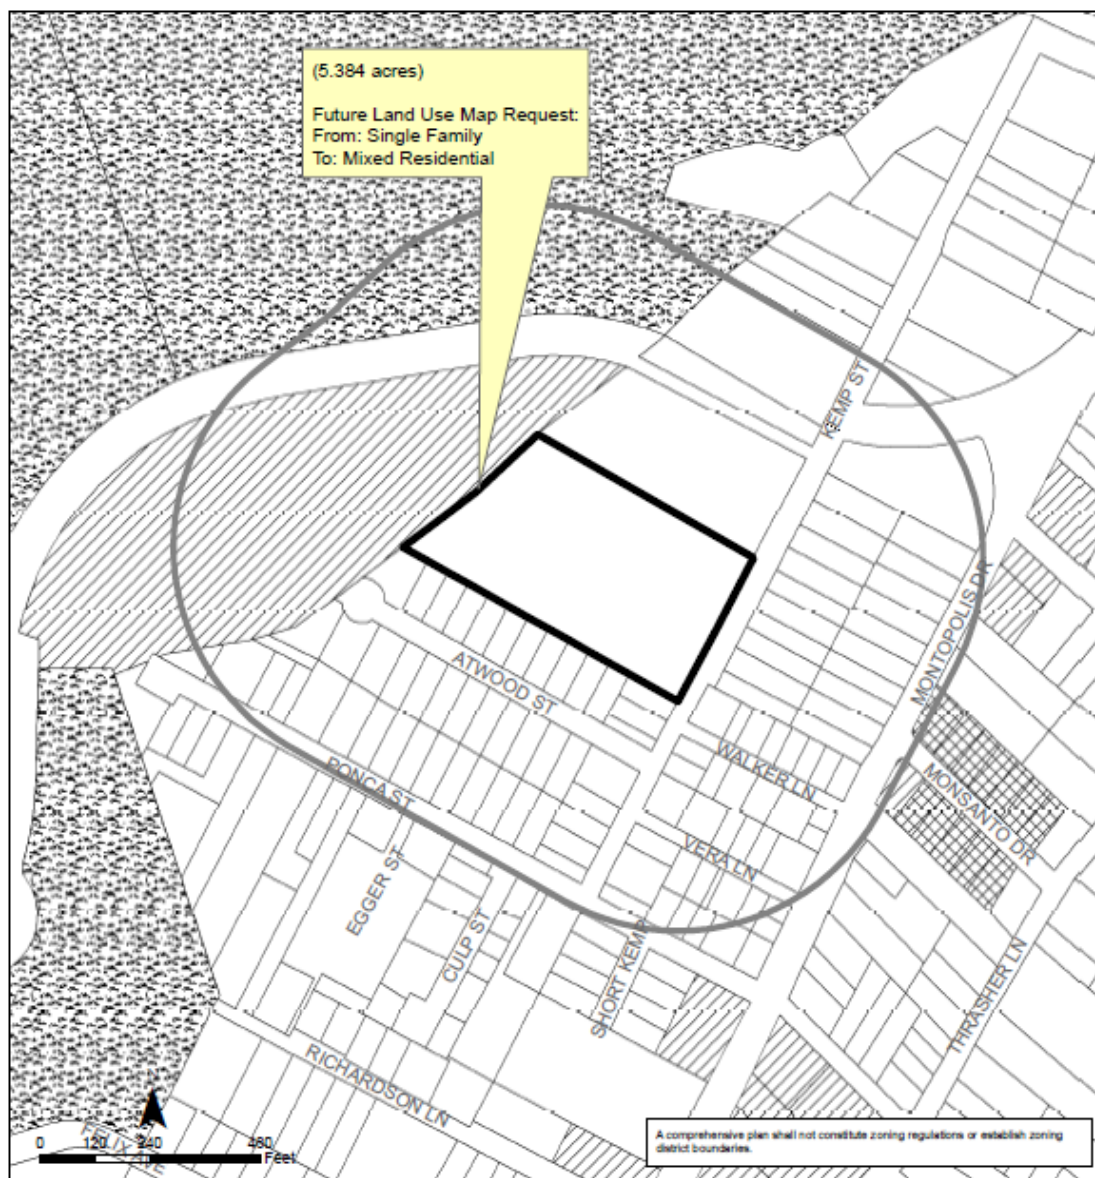 (5.384 acres)
Future Land Use Map Request:
From: Single Family
To: Mixed Residential
KEMP ST
MONTOPOLIS DR
ATWOOD ST
WALKER LN
PONCA ST
MONSANTO DR
VERA LN
EGGER ST
CULP ST
SHORT KEMP
THRASHER LN
RICHARDSON LN
FELIX AVE
0 120 240 480
Feet
A comprehensive plan shall not constitute zoning regulations or establish zoning
district boundaries.